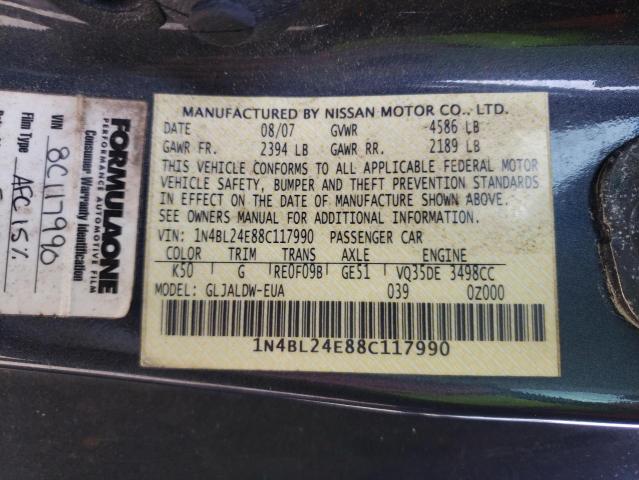 MANUFACTURED BY NISSAN MOTOR CO., LTD.
DATE 08/07 GVWR 4586 LB
GAWR FR. 2394 LB GAWR RR. 2189 LB
THIS VEHICLE CONFORMS TO ALL APPLICABLE FEDERAL MOTOR
VEHICLE SAFETY, BUMPER AND THEFT PREVENTION STANDARDS
IN EFFECT ON THE DATE OF MANUFACTURE SHOWN ABOVE.
SEE OWNERS MANUAL FOR ADDITIONAL INFORMATION.
VIN: 1N4BL24E88C117990 PASSENGER CAR
COLOR TRIM TRANS AXLE ENGINE
K50 G RE0F09B GE51 VQ35DE 3498CC
MODEL: GLJALDW-EUA 039 0Z000
1N4BL24E88C117990
FORMULAONE
PERFORMANCE AUTOMOTIVE FILM
Consumer Warranty Identification
VIN 8C117990
Film Type ACC 15%